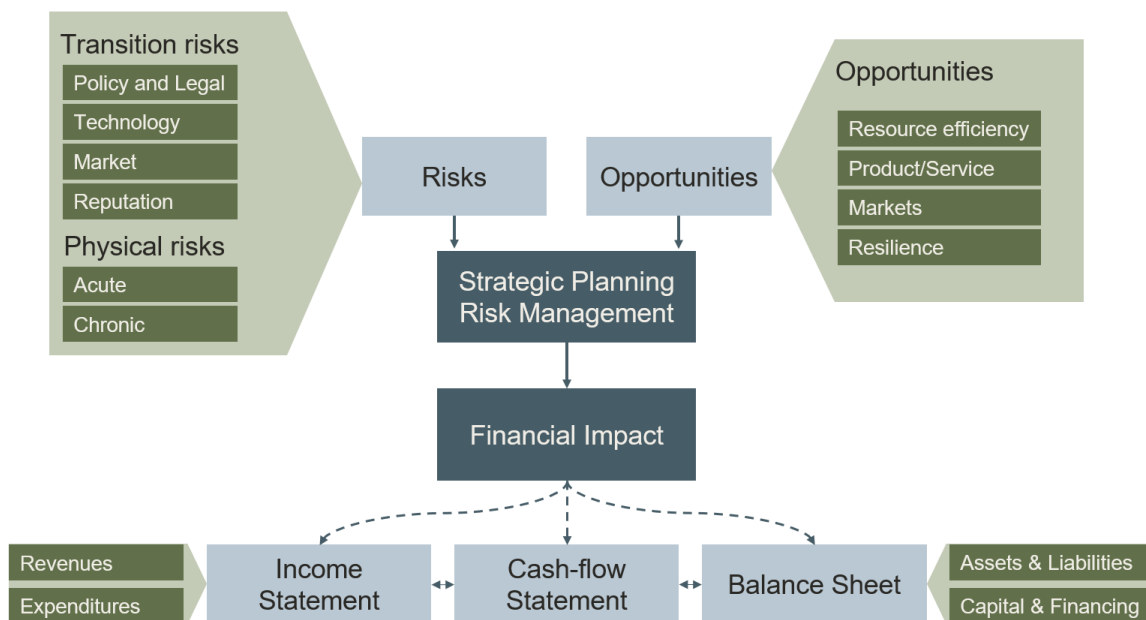 Transition risks
Policy and Legal
Technology
Market
Reputation
Physical risks
Acute
Chronic
Risks
Opportunities
Opportunities
Resource efficiency
Product/Service
Markets
Resilience
Strategic Planning
Risk Management
Financial Impact
Revenues
Expenditures
Income
Statement
Cash-flow
Statement
Balance Sheet
Assets & Liabilities
Capital & Financing